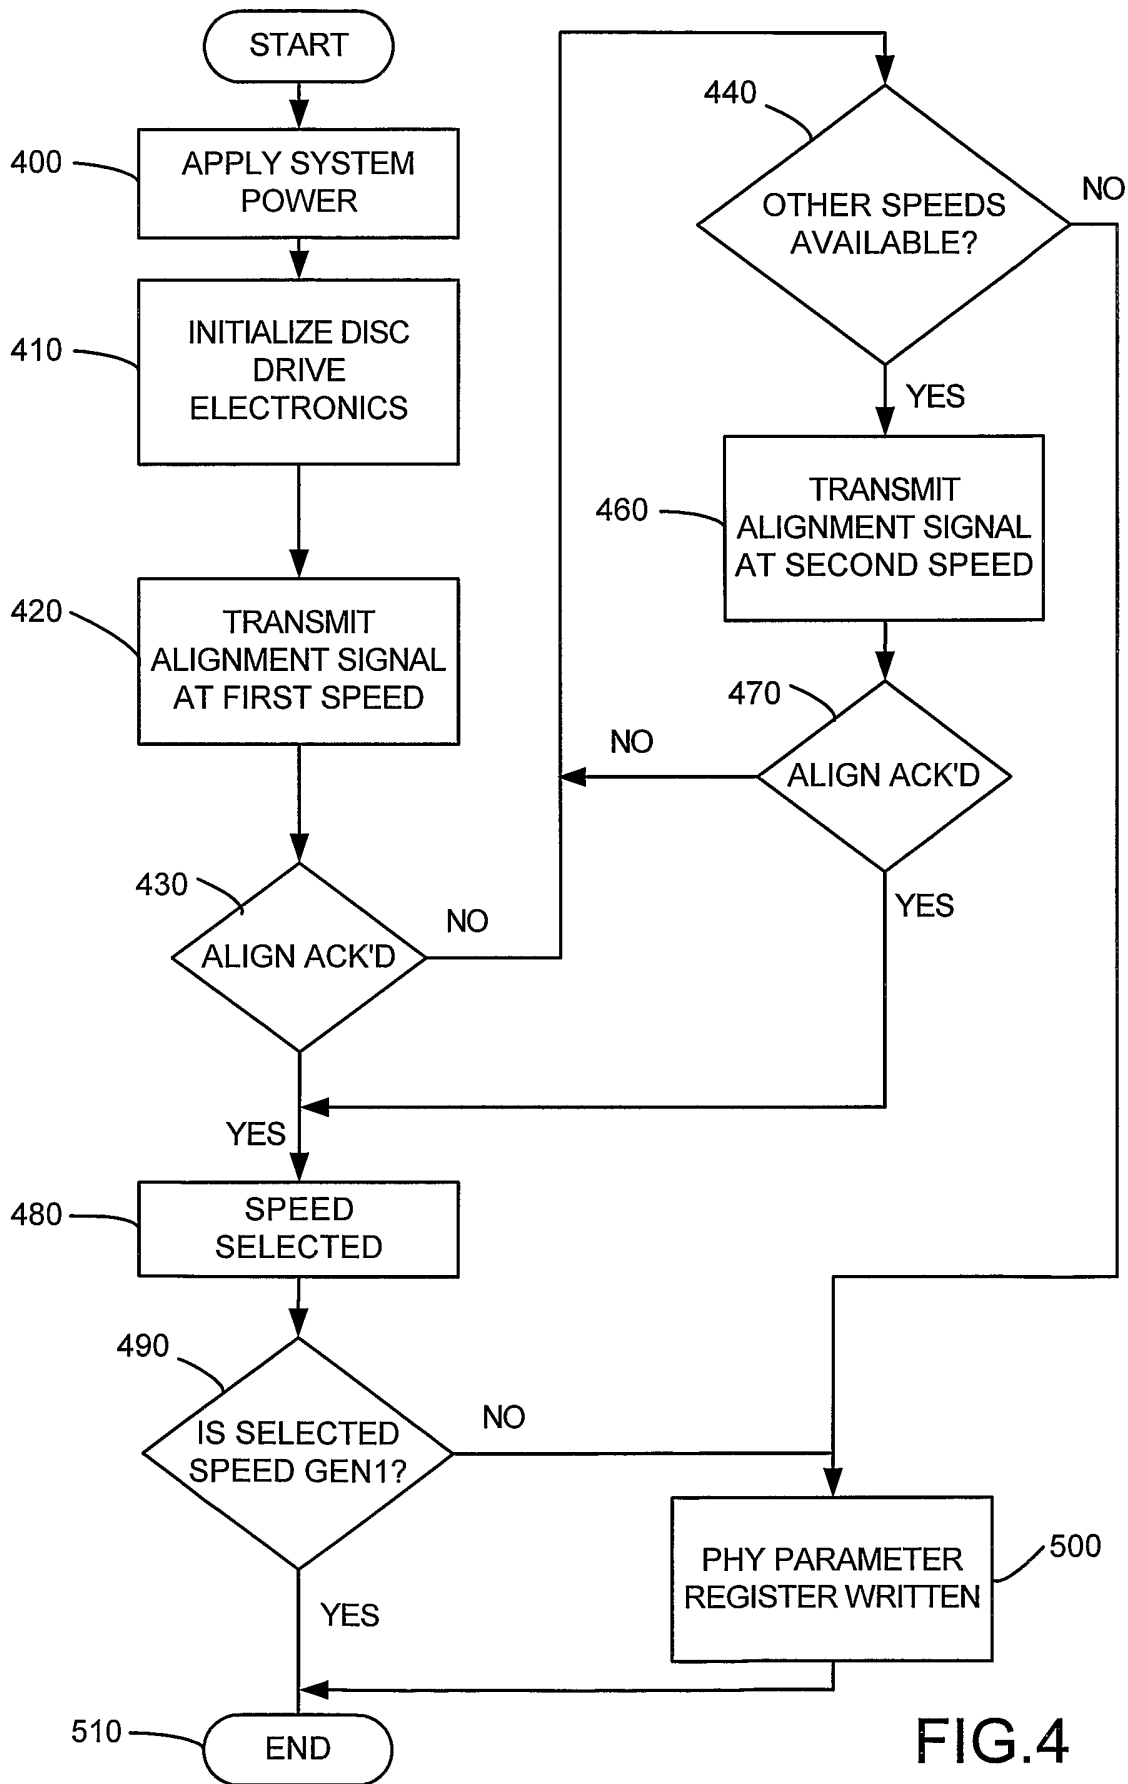 START
400
APPLY SYSTEM
POWER
410
INITIALIZE DISC
DRIVE
ELECTRONICS
420
TRANSMIT
ALIGNMENT SIGNAL
AT FIRST SPEED
430
ALIGN ACK'D
NO
YES
440
OTHER SPEEDS
AVAILABLE?
NO
YES
460
TRANSMIT
ALIGNMENT SIGNAL
AT SECOND SPEED
470
ALIGN ACK'D
NO
YES
480
SPEED
SELECTED
490
IS SELECTED
SPEED GEN1?
NO
YES
500
PHY PARAMETER
REGISTER WRITTEN
510
END
FIG.4